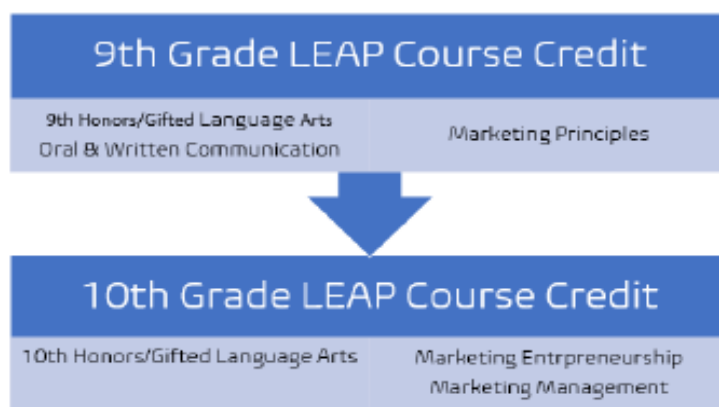 9th Grade LEAP Course Credit
9th Honors/Gifted Language Arts
Oral & Written Communication
Marketing Principles
10th Grade LEAP Course Credit
10th Honors/Gifted Language Arts
Marketing Entrpreneurship
Marketing Management